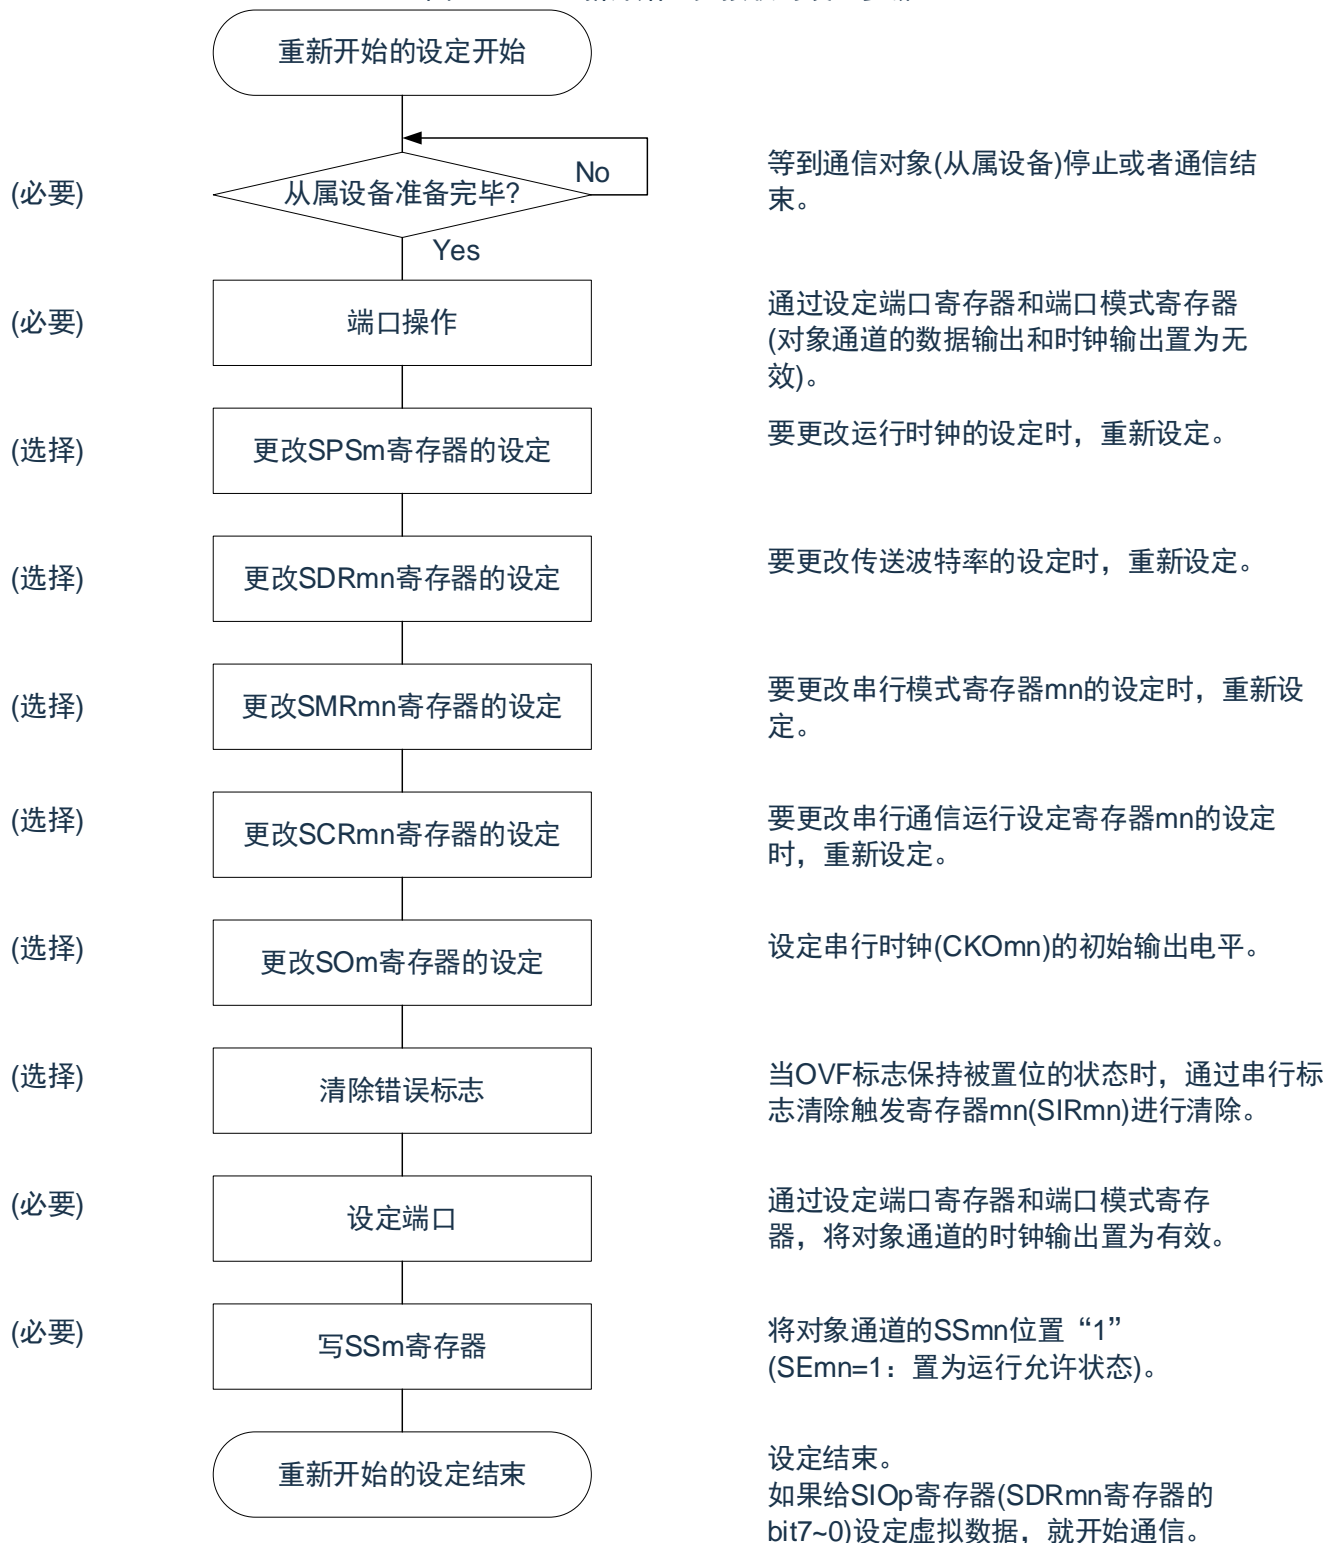 重新开始的设定开始
(必要)
从属设备准备完毕?
No
Yes
等到通信对象(从属设备)停止或者通信结
束。
(必要)
端口操作
通过设定端口寄存器和端口模式寄存器
(对象通道的数据输出和时钟输出置为无
效)。
(选择)
更改SPSm寄存器的设定
要更改运行时钟的设定时，重新设定。
(选择)
更改SDRmn寄存器的设定
要更改传送波特率的设定时，重新设定。
(选择)
更改SMRmn寄存器的设定
要更改串行模式寄存器mn的设定时，重新设
定。
(选择)
更改SCRmn寄存器的设定
要更改串行通信运行设定寄存器mn的设定
时，重新设定。
(选择)
更改SOm寄存器的设定
设定串行时钟(CKOmn)的初始输出电平。
(选择)
清除错误标志
当OVF标志保持被置位的状态时，通过串行标
志清除触发寄存器mn(SIRmn)进行清除。
(必要)
设定端口
通过设定端口寄存器和端口模式寄存
器，将对象通道的时钟输出置为有效。
(必要)
写SSm寄存器
将对象通道的SSmn位置“1”
(SEmn=1：置为运行允许状态)。
重新开始的设定结束
设定结束。
如果给SIOp寄存器(SDRmn寄存器的
bit7~0)设定虚拟数据，就开始通信。